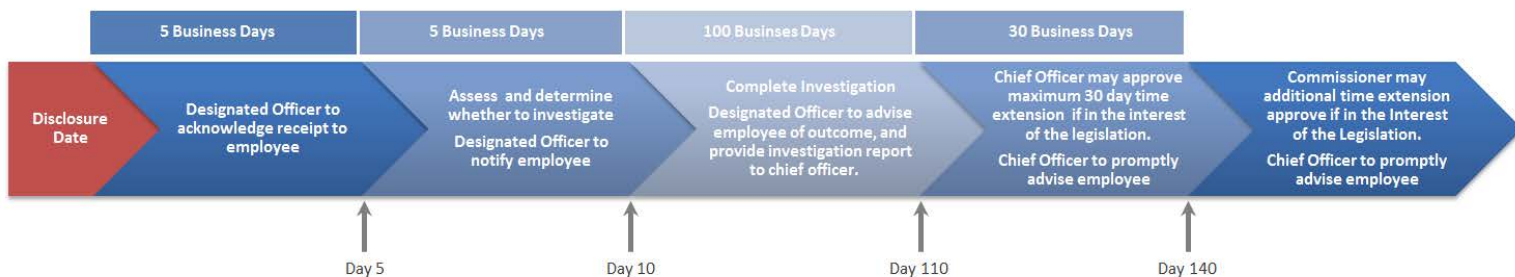 5 Business Days
5 Business Days
100 Businses Days
30 Business Days
Disclosure
Date
Designated Officer to
acknowledge receipt to
employee
Assess and determine
whether to investigate
Designated Officer to
notify employee
Complete Investigation
Designated Officer to advise
employee of outcome, and
provide investigation report
to chief officer.
Chief Officer may approve
maximum 30 day time
extension if in the interest
of the legislation.
Chief Officer to promptly
advise employee
Commissioner may
additional time extension
approve if in the Interest
of the Legislation.
Chief Officer to promptly
advise employee
Day 5
Day 10
Day 110
Day 140